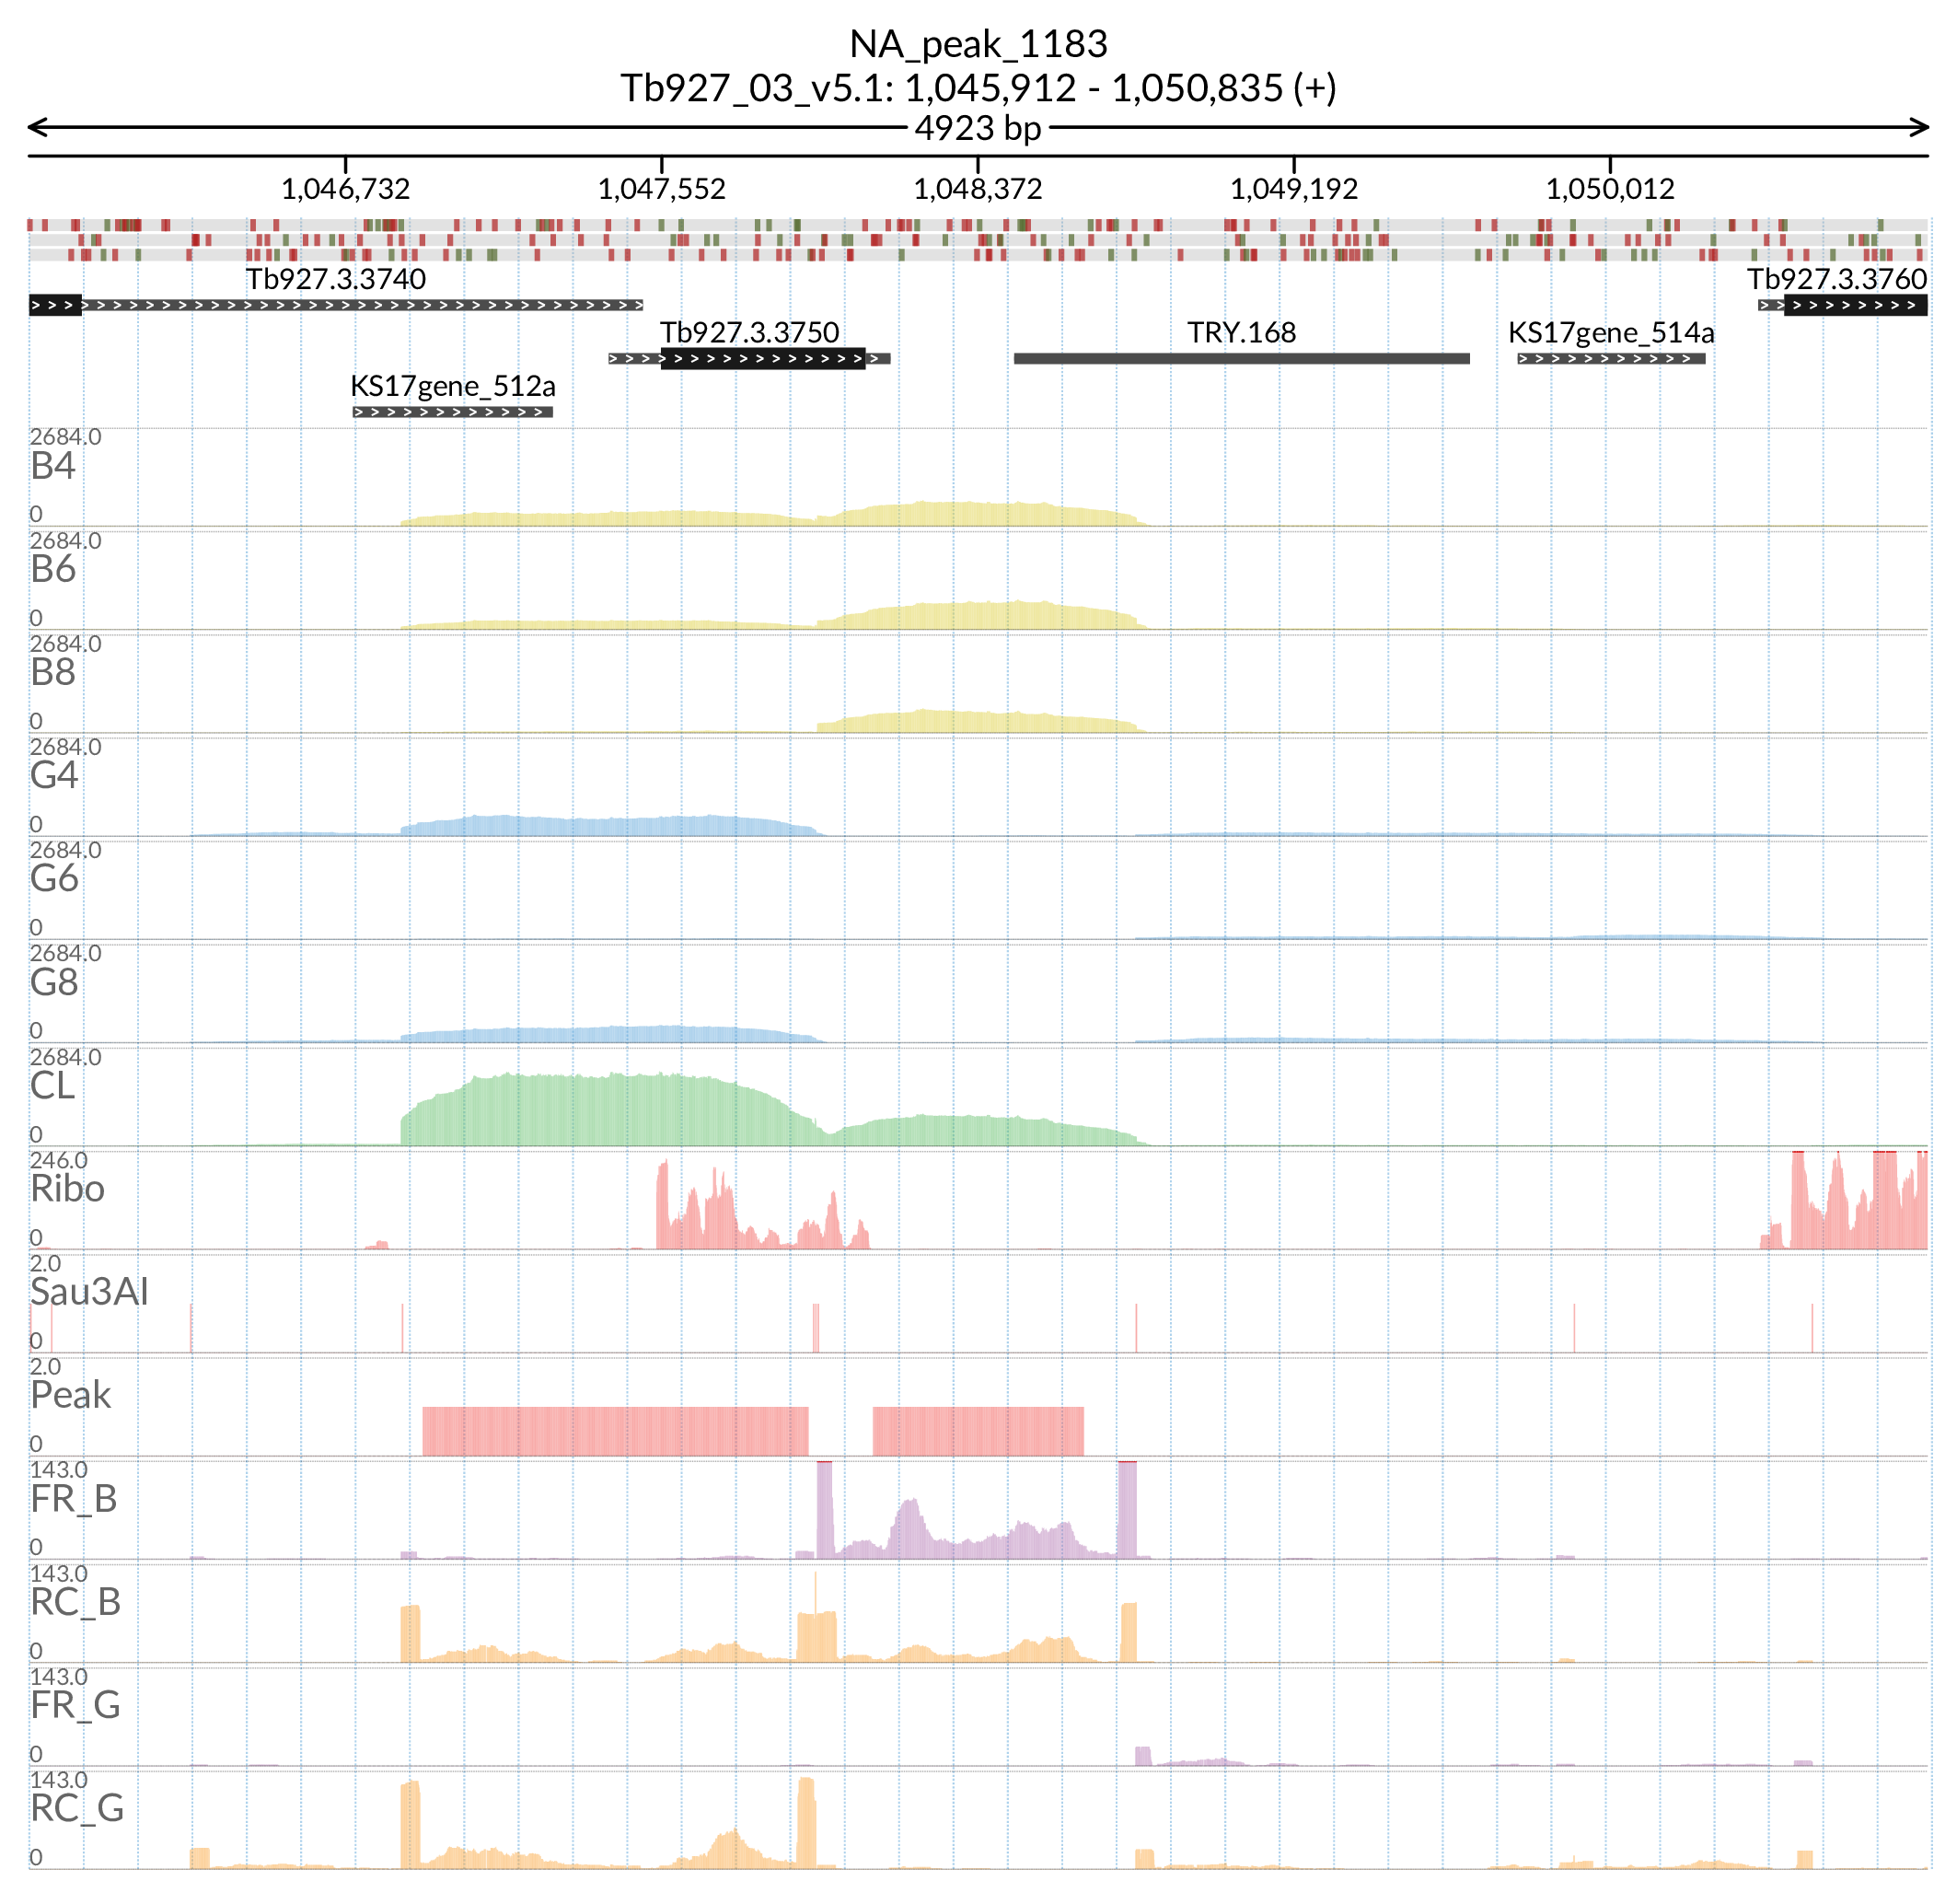 NA_peak_1183
Tb927_03_v5.1: 1,045,912 - 1,050,835 (+)
4923 bp
1,046,732 1,047,552 1,048,372 1,049,192 1,050,012
Tb927.3.3740 Tb927.3.3760
Tb927.3.3750 TRY.168 KS17gene_514a
KS17gene_512a
2684.0
B4
0
2684.0
B6
0
2684.0
B8
0
2684.0
G4
0
2684.0
G6
0
2684.0
G8
0
2684.0
CL
0
246.0
Ribo
0
2.0
Sau3AI
0
2.0
Peak
0
143.0
FR_B
0
143.0
RC_B
0
143.0
FR_G
0
143.0
RC_G
0